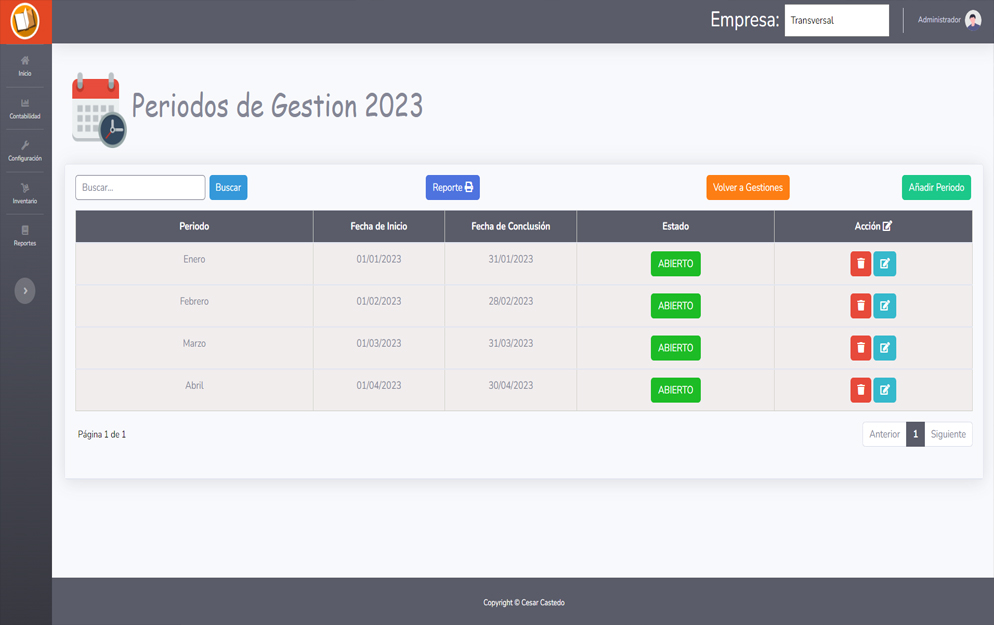 Empresa: Transversal Administrador
Inicio
Contabilidad
Configuración
Inventario
Reportes
Periodos de Gestion 2023
Buscar... Buscar Reporte Volver a Gestiones Añadir Periodo
Periodo Fecha de Inicio Fecha de Conclusión Estado Acción
Enero 01/01/2023 31/01/2023 ABIERTO
Febrero 01/02/2023 28/02/2023 ABIERTO
Marzo 01/03/2023 31/03/2023 ABIERTO
Abril 01/04/2023 30/04/2023 ABIERTO
Página 1 de 1 Anterior 1 Siguiente
Copyright © Cesar Castedo